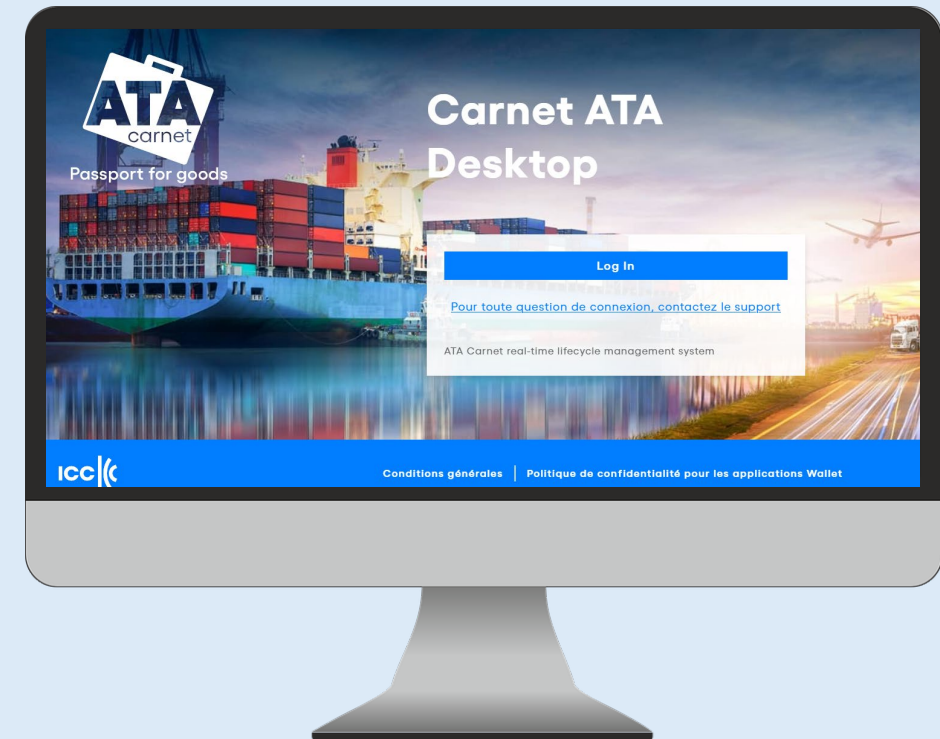 ATA
carnet
Passport for goods
Carnet ATA
Desktop
Log In
Pour toute question de connexion, contactez le support
ATA Carnet real-time lifecycle management system
ICC
Conditions générales | Politique de confidentialité pour les applications Wallet